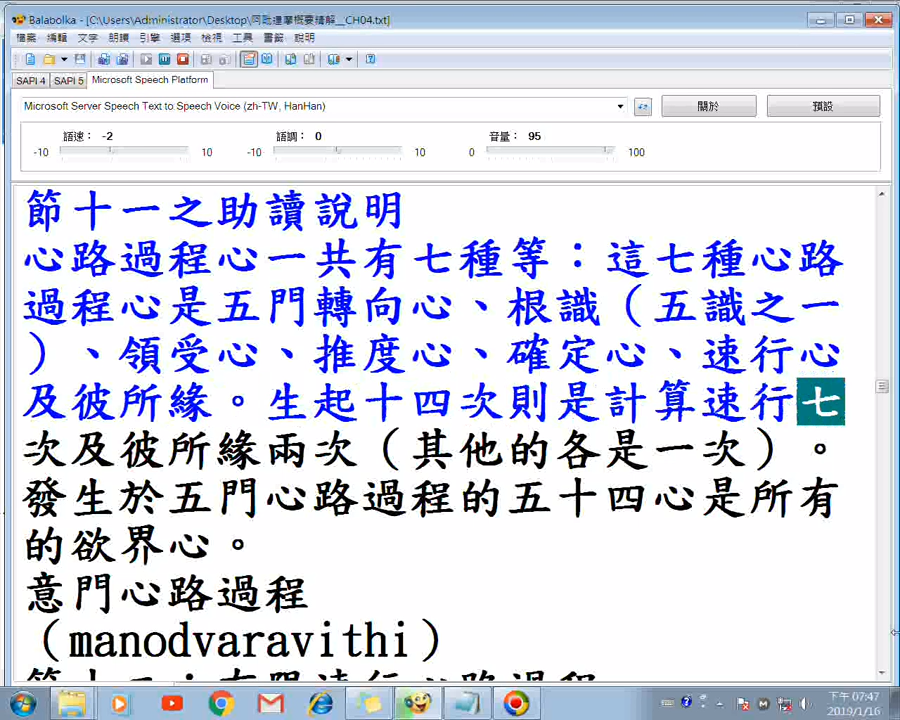 Balabolka - [C:\Users\Administrator\Desktop\阿毗達摩概要精解__CH04.txt]
檔案 編輯 文字 朗讀 引擎 選項 檢視 工具 書籤 說明
SAPI 4 SAPI 5 Microsoft Speech Platform
Microsoft Server Speech Text to Speech Voice (zh-TW, HanHan) 關於 預設
語速： -2 語調： 0 音量： 95
-10 10 -10 10 0 100
節十一之助讀說明
心路過程心一共有七種等：這七種心路
過程心是五門轉向心、根識（五識之一
）、領受心、推度心、確定心、速行心
及彼所緣。生起十四次則是計算速行七
次及彼所緣兩次（其他的各是一次）。
發生於五門心路過程的五十四心是所有
的欲界心。
意門心路過程
（manodvaravithi）
下午 07:47
2019/1/16